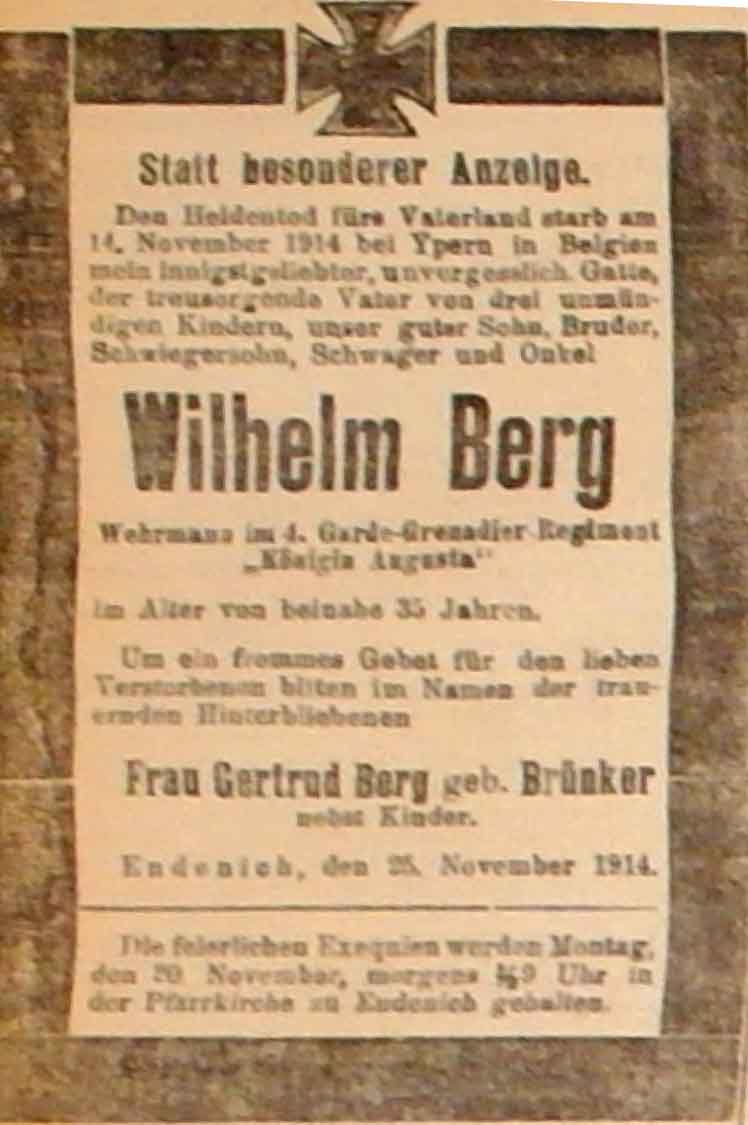 Statt besonderer Anzeige.
Den Heldentod fürs Vaterland starb am
14. November 1914 bei Ypern in Belgien
mein innigstgeliebter, unvergesslich. Gatte,
der treusorgende Vater von drei unmün-
digen Kindern, unser guter Sohn, Bruder,
Schwiegersohn, Schwager und Onkel
Wilhelm Berg
Wehrmann im 4. Garde-Grenadier-Regiment
„Königin Augusta“
im Alter von beinahe 35 Jahren.
Um ein frommes Gebet für den lieben
Verstorbenen bitten im Namen der trau-
ernden Hinterbliebenen
Frau Gertrud Berg geb. Brünker
nebst Kinder.
Endenich, den 25. November 1914.
Die feierlichen Exequien werden Montag,
den November, morgens Uhr in
der Pfarrkirche zu Endenich gehalten.